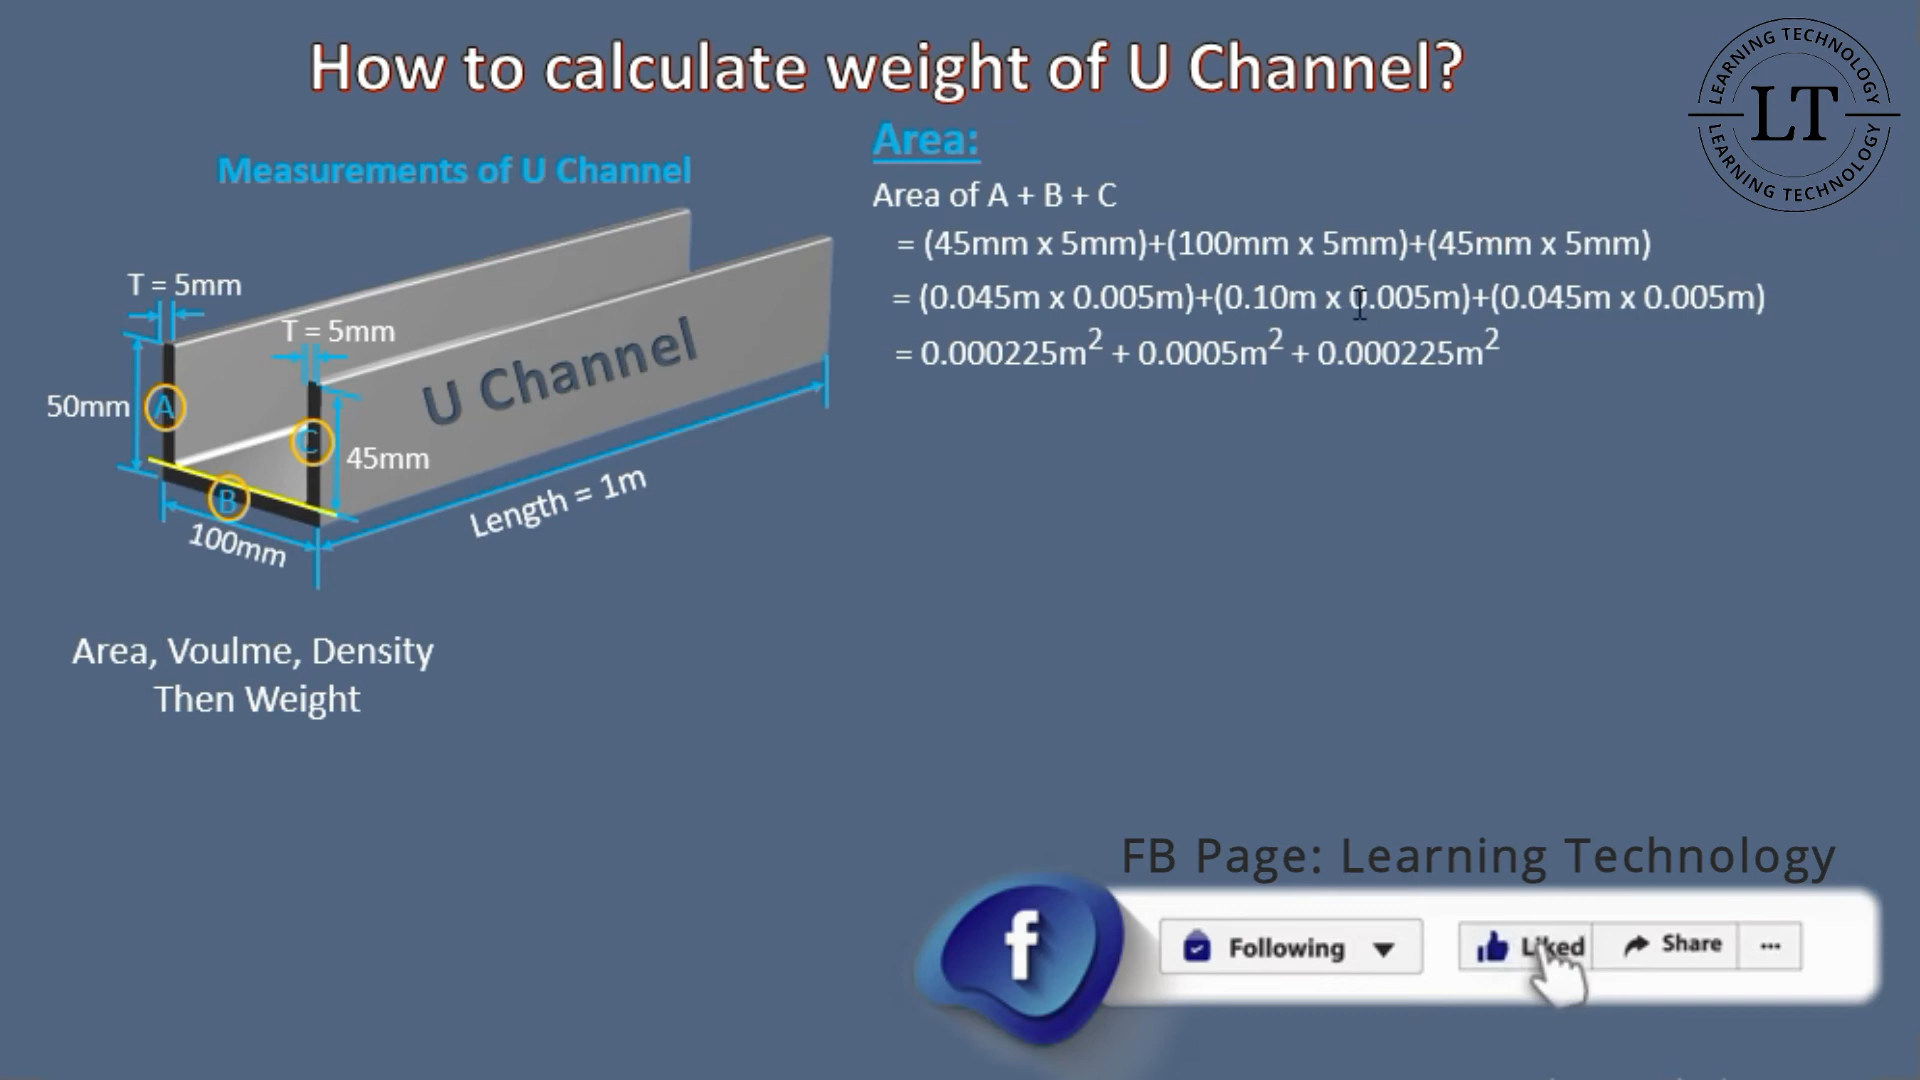 How to calculate weight of U Channel?
LEARNING TECHNOLOGY
LT
LEARNING TECHNOLOGY
Measurements of U Channel
T = 5mm
T = 5mm
50mm
A
C
45mm
B
100mm
U Channel
Length = 1m
Area, Voulme, Density
Then Weight
Area:
Area of A + B + C
= (45mm x 5mm)+(100mm x 5mm)+(45mm x 5mm)
= (0.045m x 0.005m)+(0.10m x 0.005m)+(0.045m x 0.005m)
= 0.000225m² + 0.0005m² + 0.000225m²
FB Page: Learning Technology
f
Following
Liked
Share
...